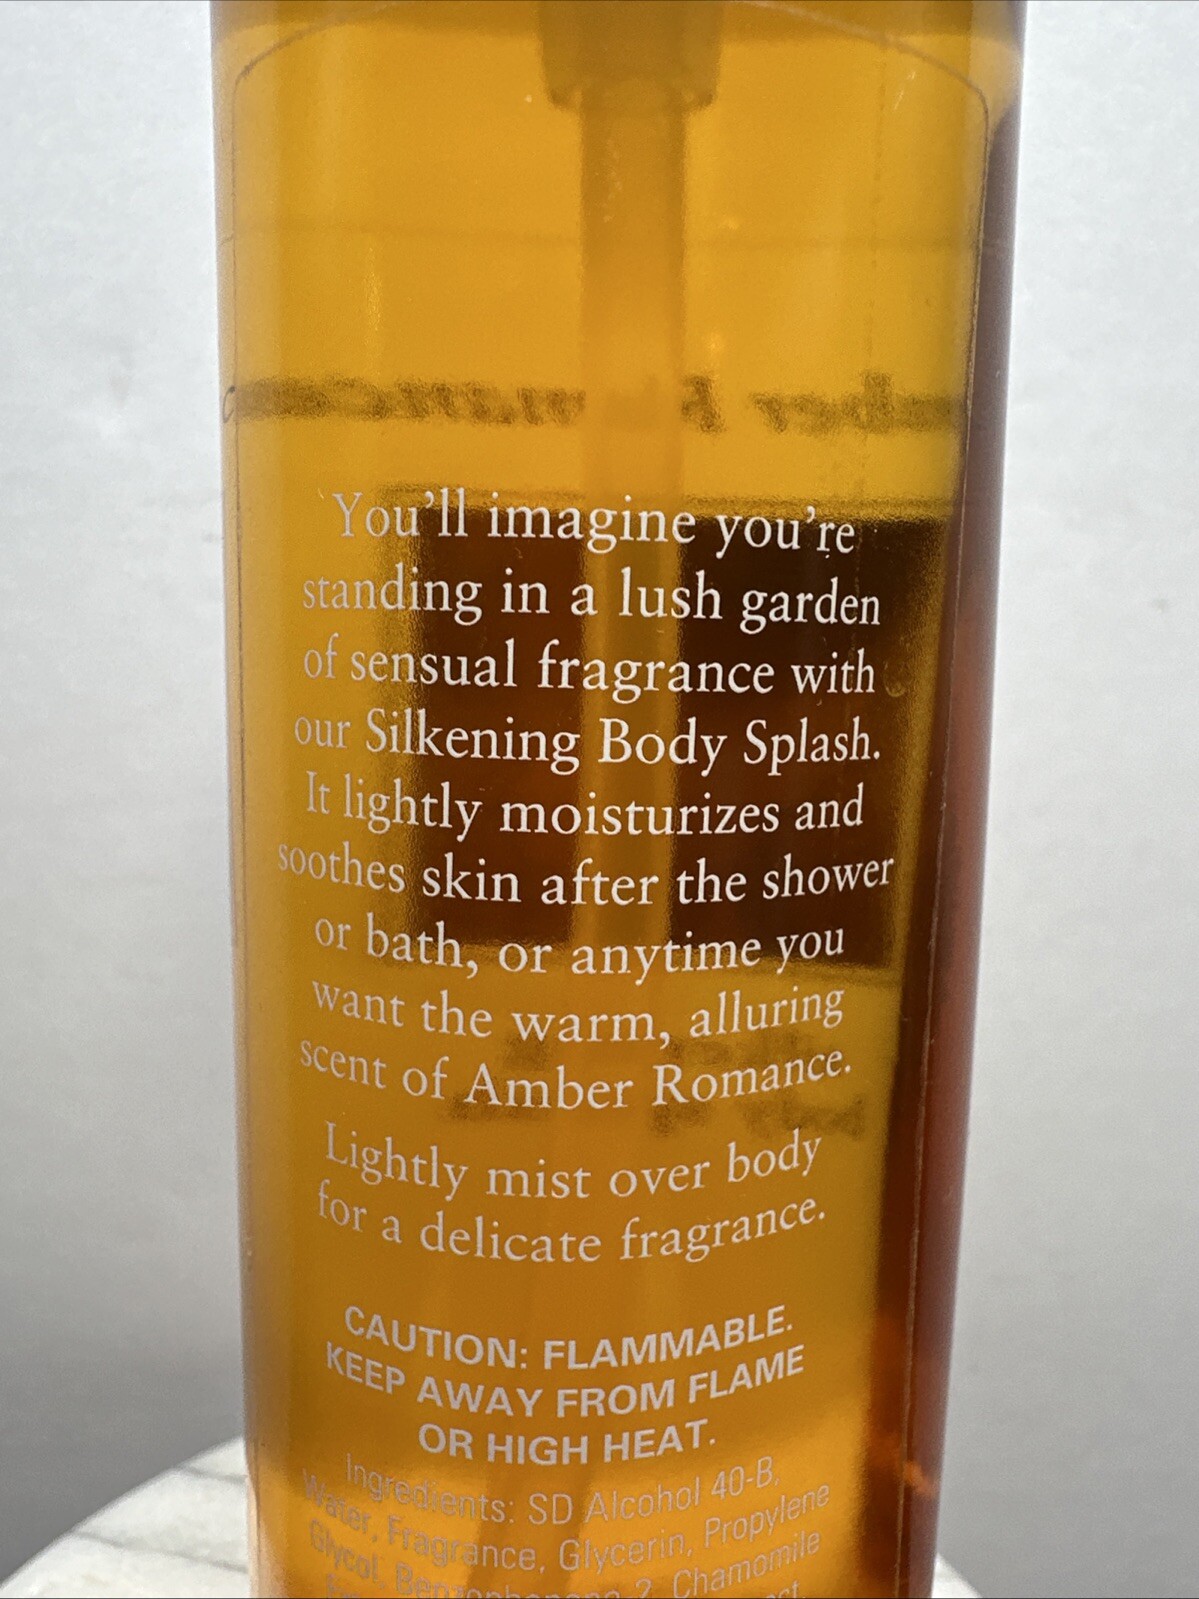 You'll imagine you're
standing in a lush garden
of sensual fragrance with
our Silkening Body Splash.
It lightly moisturizes and
soothes skin after the shower
or bath, or anytime you
want the warm, alluring
scent of Amber Romance.
Lightly mist over body
for a delicate fragrance.
CAUTION: FLAMMABLE.
KEEP AWAY FROM FLAME
OR HIGH HEAT.
Ingredients: SD Alcohol 40-B,
Water, Fragrance, Glycerin, Propylene
Glycol, Benzophenone-2, Chamomile